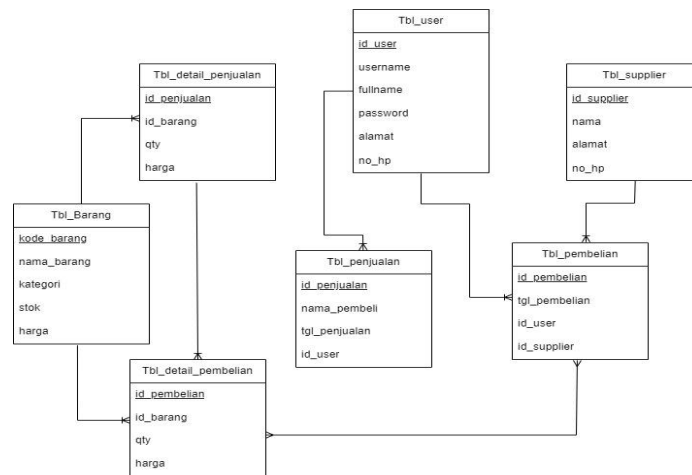 Tbl_user
id_user
username
fullname
password
alamat
no_hp
Tbl_detail_penjualan
id_penjualan
id_barang
qty
harga
Tbl_supplier
id_supplier
nama
alamat
no_hp
Tbl_Barang
kode_barang
nama_barang
kategori
stok
harga
Tbl_penjualan
id_penjualan
nama_pembeli
tgl_penjualan
id_user
Tbl_pembelian
id_pembelian
tgl_pembelian
id_user
id_supplier
Tbl_detail_pembelian
id_pembelian
id_barang
qty
harga